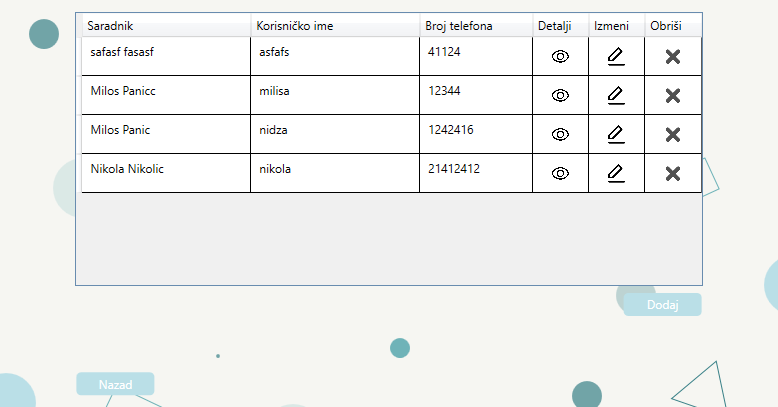 Saradnik Korisničko ime Broj telefona Detalji Izmeni Obriši
safasf fasasf asfafs 41124
Milos Panicc milisa 12344
Milos Panic nidza 1242416
Nikola Nikolic nikola 21412412
Dodaj
Nazad